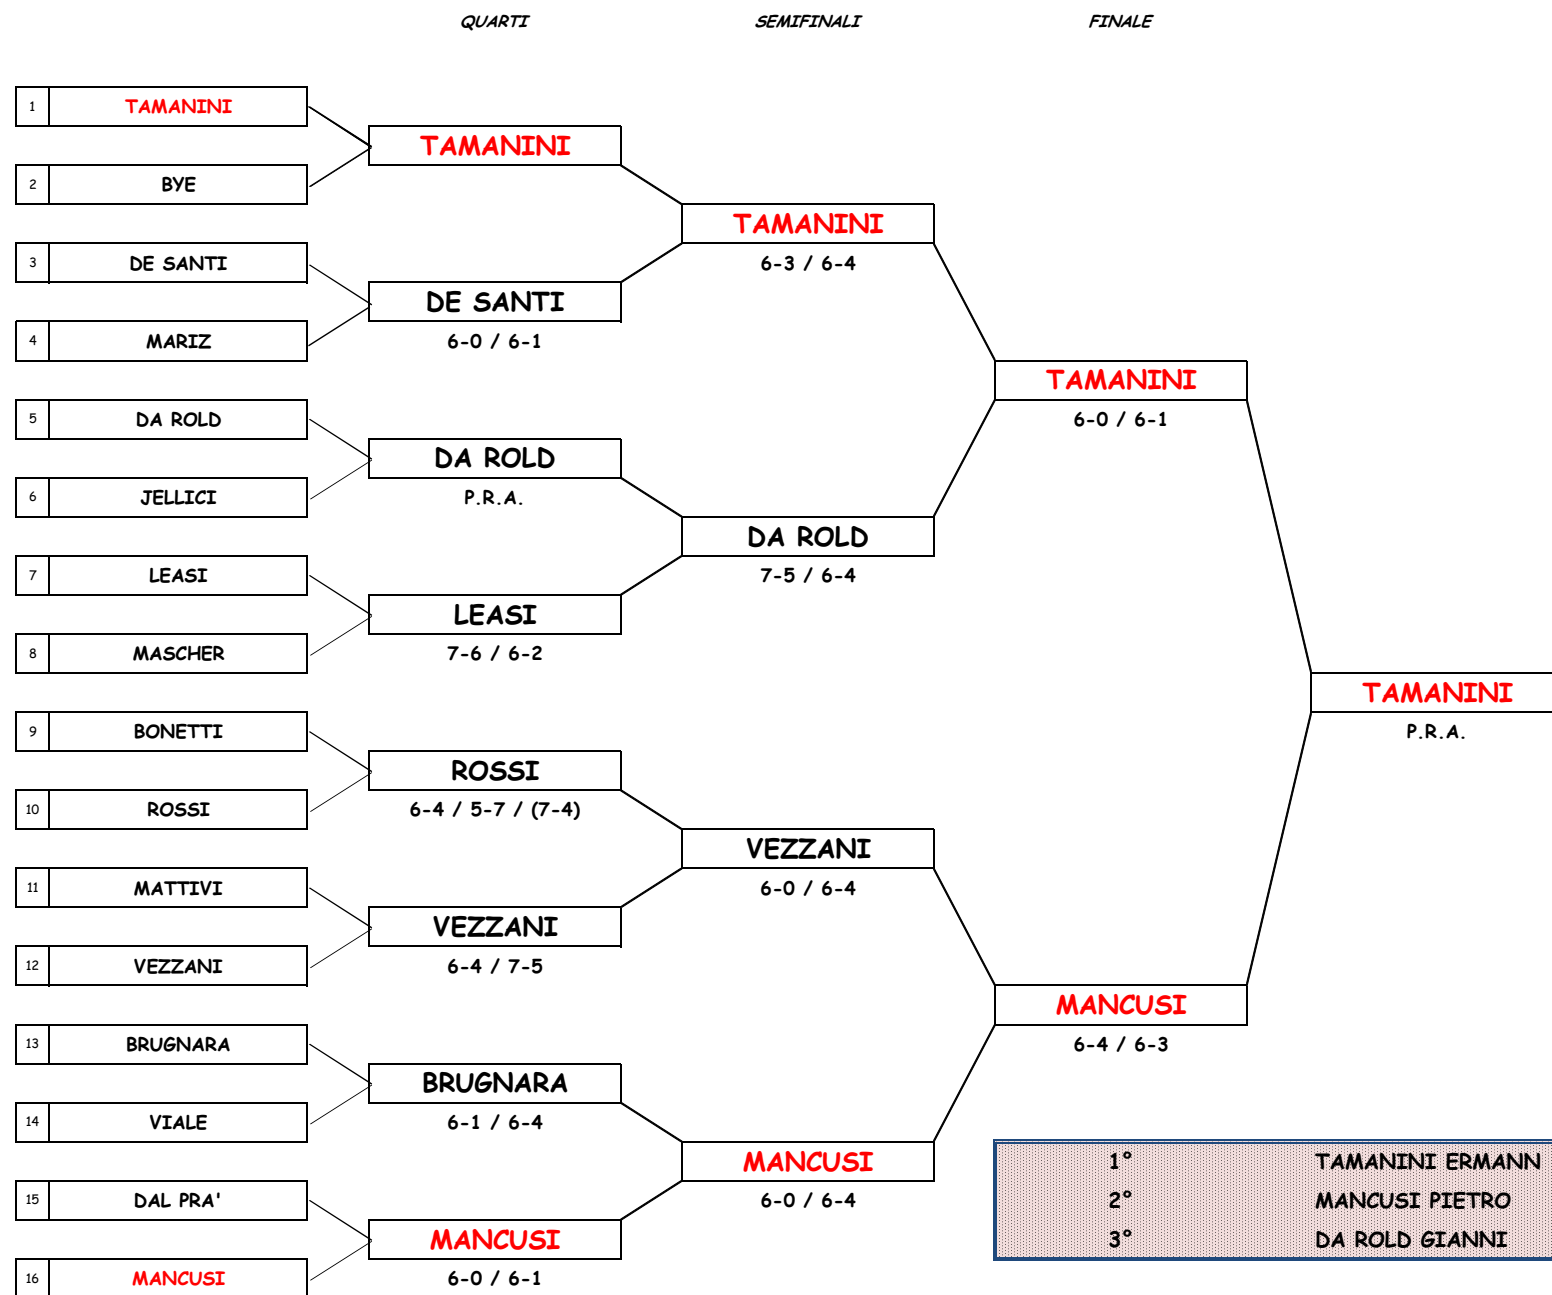 QUARTI SEMIFINALI FINALE
1 TAMANINI
TAMANINI
2 BYE
TAMANINI
3 DE SANTI 6-3 / 6-4
DE SANTI
4 MARIZ 6-0 / 6-1
TAMANINI
5 DA ROLD 6-0 / 6-1
DA ROLD
6 JELLICI P.R.A.
DA ROLD
7 LEASI 7-5 / 6-4
LEASI
8 MASCHER 7-6 / 6-2
TAMANINI
9 BONETTI P.R.A.
ROSSI
10 ROSSI 6-4 / 5-7 / (7-4)
VEZZANI
11 MATTIVI 6-0 / 6-4
VEZZANI
12 VEZZANI 6-4 / 7-5
MANCUSI
13 BRUGNARA 6-4 / 6-3
BRUGNARA
14 VIALE 6-1 / 6-4
MANCUSI 1° TAMANINI ERMANN
15 DAL PRA' 6-0 / 6-4 2° MANCUSI PIETRO
MANCUSI 3° DA ROLD GIANNI
16 MANCUSI 6-0 / 6-1